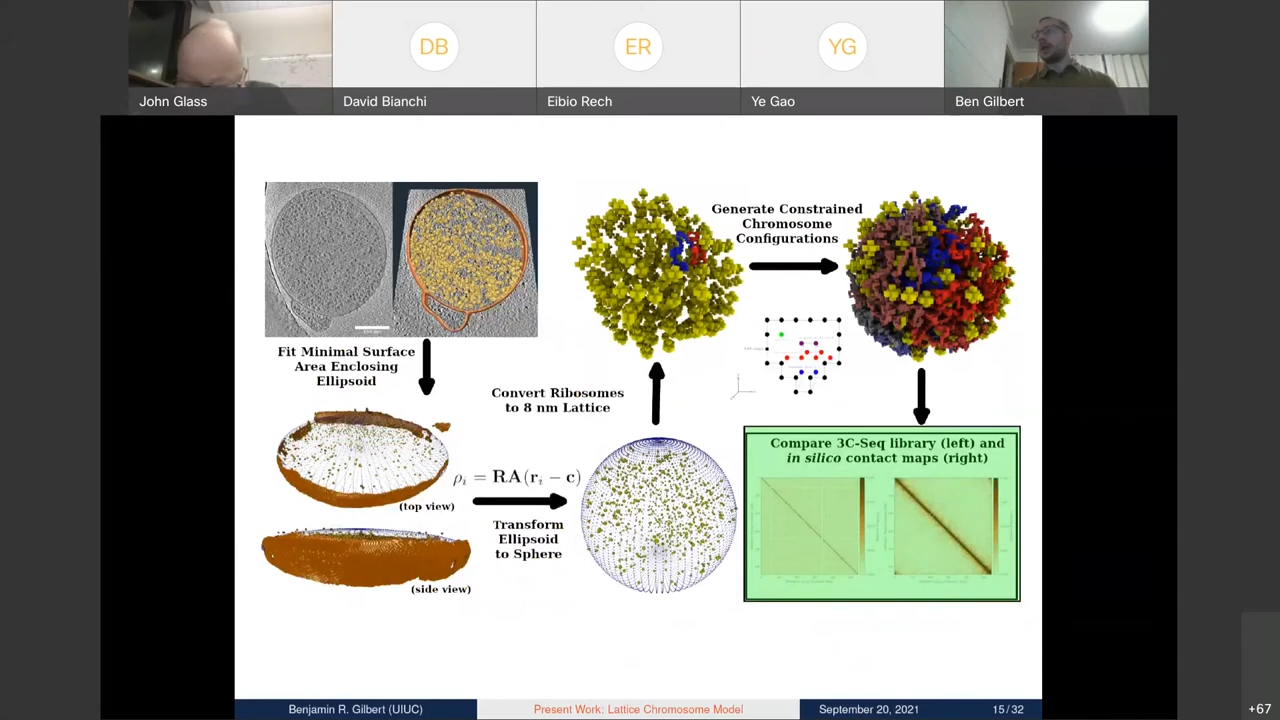 DB
ER
YG
John Glass
David Bianchi
Eibio Rech
Ye Gao
Ben Gilbert
Generate Constrained
Chromosome
Configurations
Fit Minimal Surface
Area Enclosing
Ellipsoid
Convert Ribosomes
to 8 nm Lattice
(top view)
ρᵢ = RA(rᵢ − c)
Transform
Ellipsoid
to Sphere
(side view)
Compare 3C-Seq library (left) and
in silico contact maps (right)
Benjamin R. Gilbert (UIUC)
Present Work: Lattice Chromosome Model
September 20, 2021
15 / 32
+67